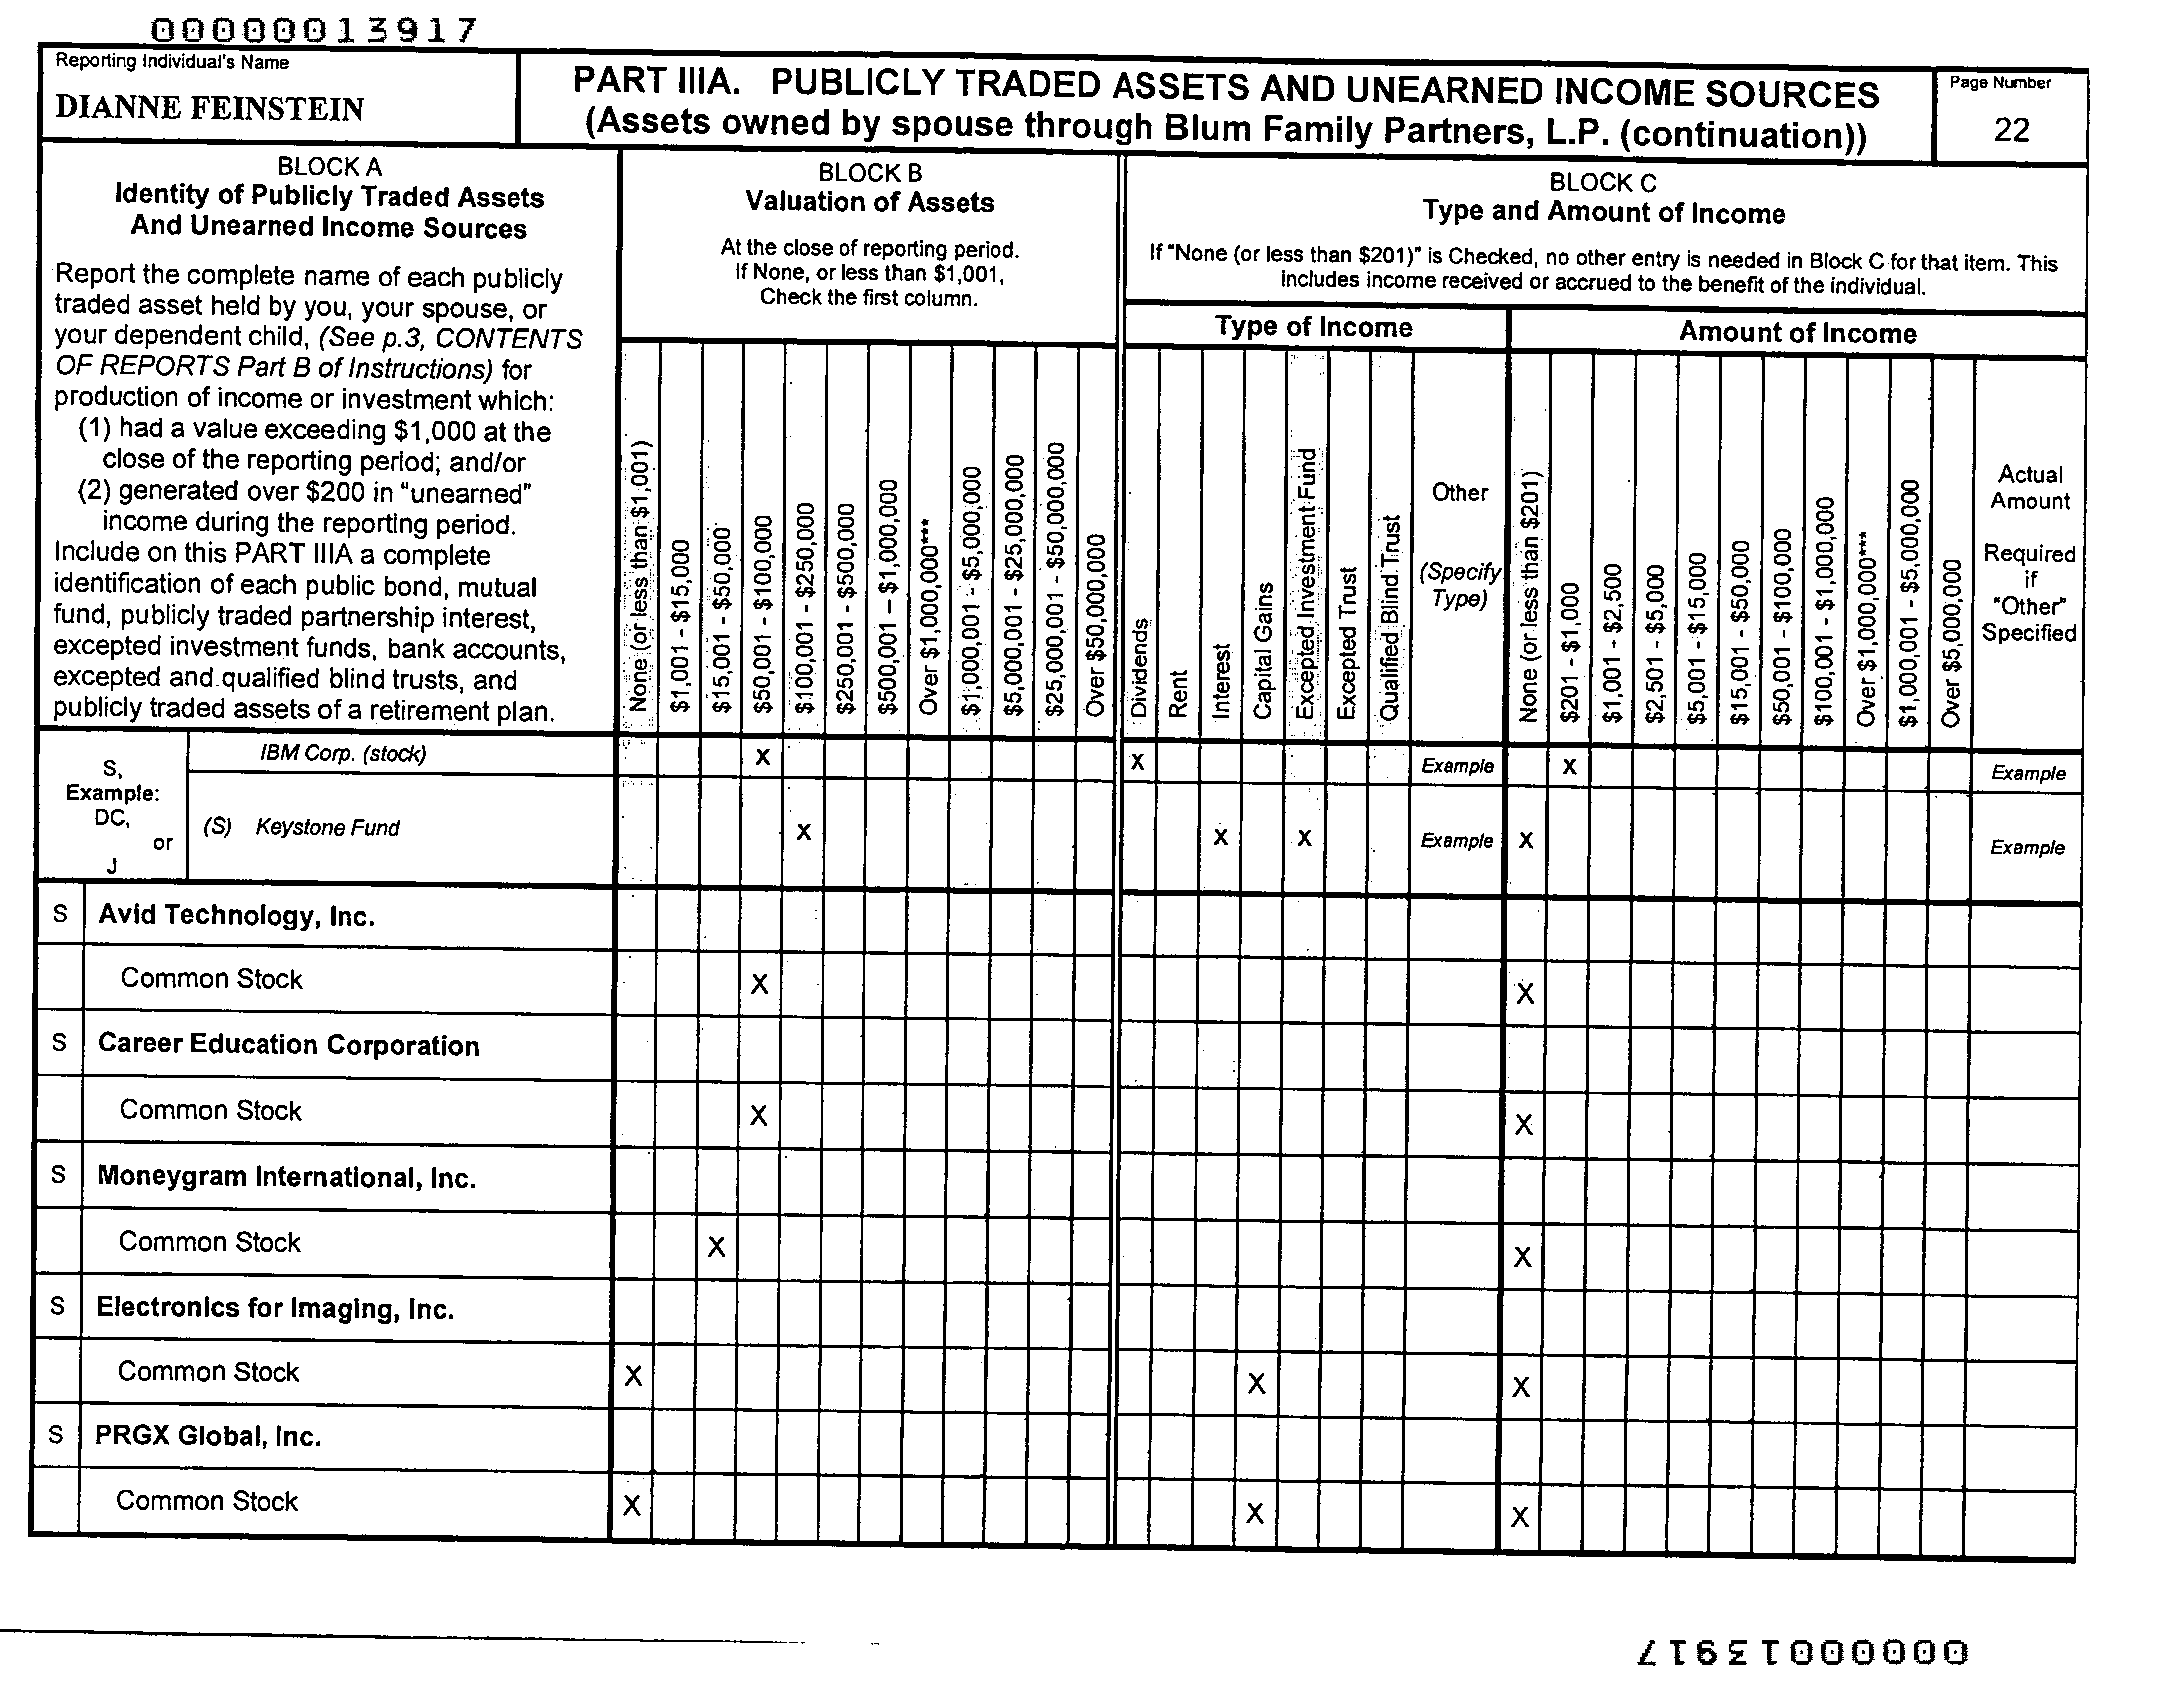 00000013917
Reporting Individual's Name
DIANNE FEINSTEIN
PART IIIA. PUBLICLY TRADED ASSETS AND UNEARNED INCOME SOURCES
(Assets owned by spouse through Blum Family Partners, L.P. (continuation))
Page Number
22
BLOCK A
Identity of Publicly Traded Assets
And Unearned Income Sources
Report the complete name of each publicly
traded asset held by you, your spouse, or
your dependent child, (See p.3, CONTENTS
OF REPORTS Part B of Instructions) for
production of income or investment which:
(1) had a value exceeding $1,000 at the
close of the reporting period; and/or
(2) generated over $200 in "unearned"
income during the reporting period.
Include on this PART IIIA a complete
identification of each public bond, mutual
fund, publicly traded partnership interest,
excepted investment funds, bank accounts,
excepted and qualified blind trusts, and
publicly traded assets of a retirement plan.
BLOCK B
Valuation of Assets
At the close of reporting period.
If None, or less than $1,001,
Check the first column.
None (or less than $1,001)
$1,001 - $15,000
$15,001 - $50,000
$50,001 - $100,000
$100,001 - $250,000
$250,001 - $500,000
$500,001 – $1,000,000
Over $1,000,000***
$1,000,001 - $5,000,000
$5,000,001 - $25,000,000
$25,000,001 - $50,000,000
Over $50,000,000
BLOCK C
Type and Amount of Income
If "None (or less than $201)" is Checked, no other entry is needed in Block C for that item. This
includes income received or accrued to the benefit of the individual.
Type of Income
Dividends
Rent
Interest
Capital Gains
Excepted Investment Fund
Excepted Trust
Qualified Blind Trust
Other
(Specify
Type)
Amount of Income
None (or less than $201)
$201 - $1,000
$1,001 - $2,500
$2,501 - $5,000
$5,001 - $15,000
$15,001 - $50,000
$50,001 - $100,000
$100,001 - $1,000,000
Over $1,000,000***
$1,000,001 - $5,000,000
Over $5,000,000
Actual
Amount
Required
if
"Other"
Specified
S,
Example:
DC,
or
J
IBM Corp. (stock) X X Example X Example
(S) Keystone Fund X X X Example X Example
S Avid Technology, Inc.
Common Stock X X
S Career Education Corporation
Common Stock X X
S Moneygram International, Inc.
Common Stock X X
S Electronics for Imaging, Inc.
Common Stock X X X
S PRGX Global, Inc.
Common Stock X X X
00000013917